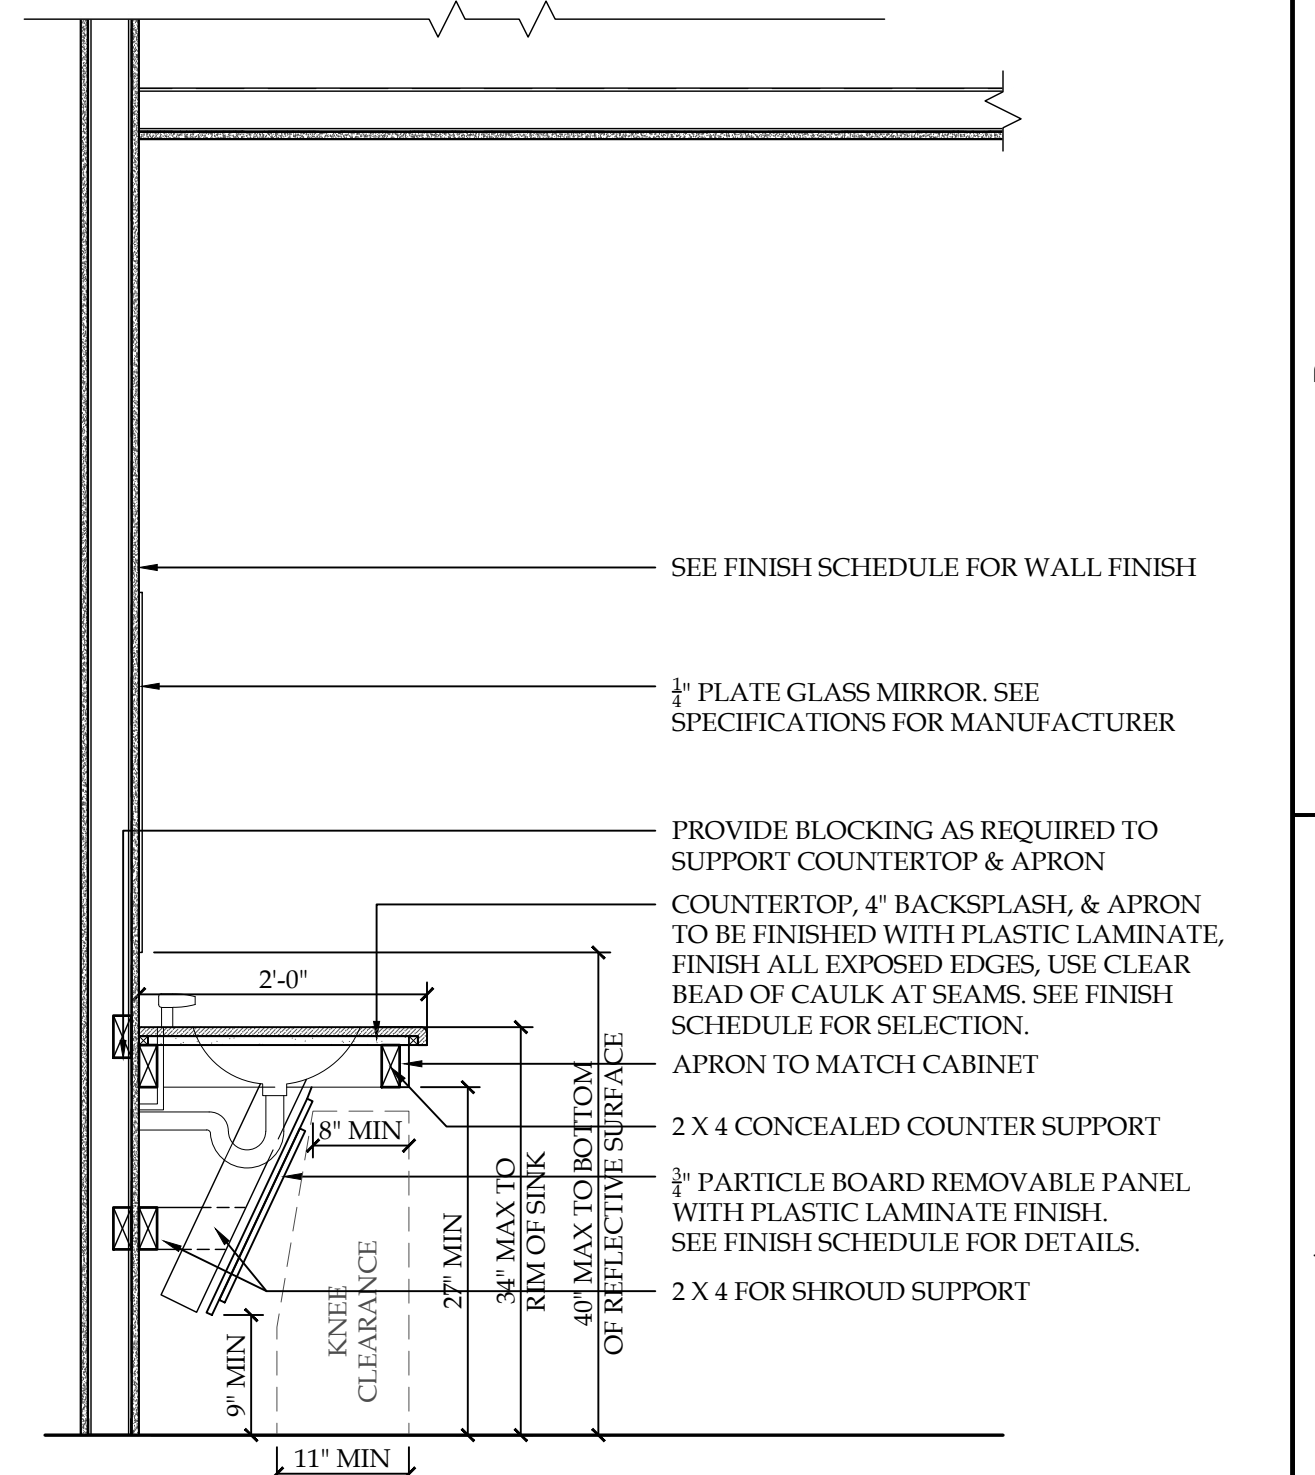 SEE FINISH SCHEDULE FOR WALL FINISH
1/4" PLATE GLASS MIRROR. SEE
SPECIFICATIONS FOR MANUFACTURER
PROVIDE BLOCKING AS REQUIRED TO
SUPPORT COUNTERTOP & APRON
COUNTERTOP, 4" BACKSPLASH, & APRON
TO BE FINISHED WITH PLASTIC LAMINATE,
FINISH ALL EXPOSED EDGES, USE CLEAR
BEAD OF CAULK AT SEAMS. SEE FINISH
SCHEDULE FOR SELECTION.
APRON TO MATCH CABINET
2 X 4 CONCEALED COUNTER SUPPORT
3/4" PARTICLE BOARD REMOVABLE PANEL
WITH PLASTIC LAMINATE FINISH.
SEE FINISH SCHEDULE FOR DETAILS.
2 X 4 FOR SHROUD SUPPORT
2'-0"
8" MIN
9" MIN
KNEE
CLEARANCE
27" MIN
34" MAX TO
RIM OF SINK
40" MAX TO BOTTOM
OF REFLECTIVE SURFACE
11" MIN